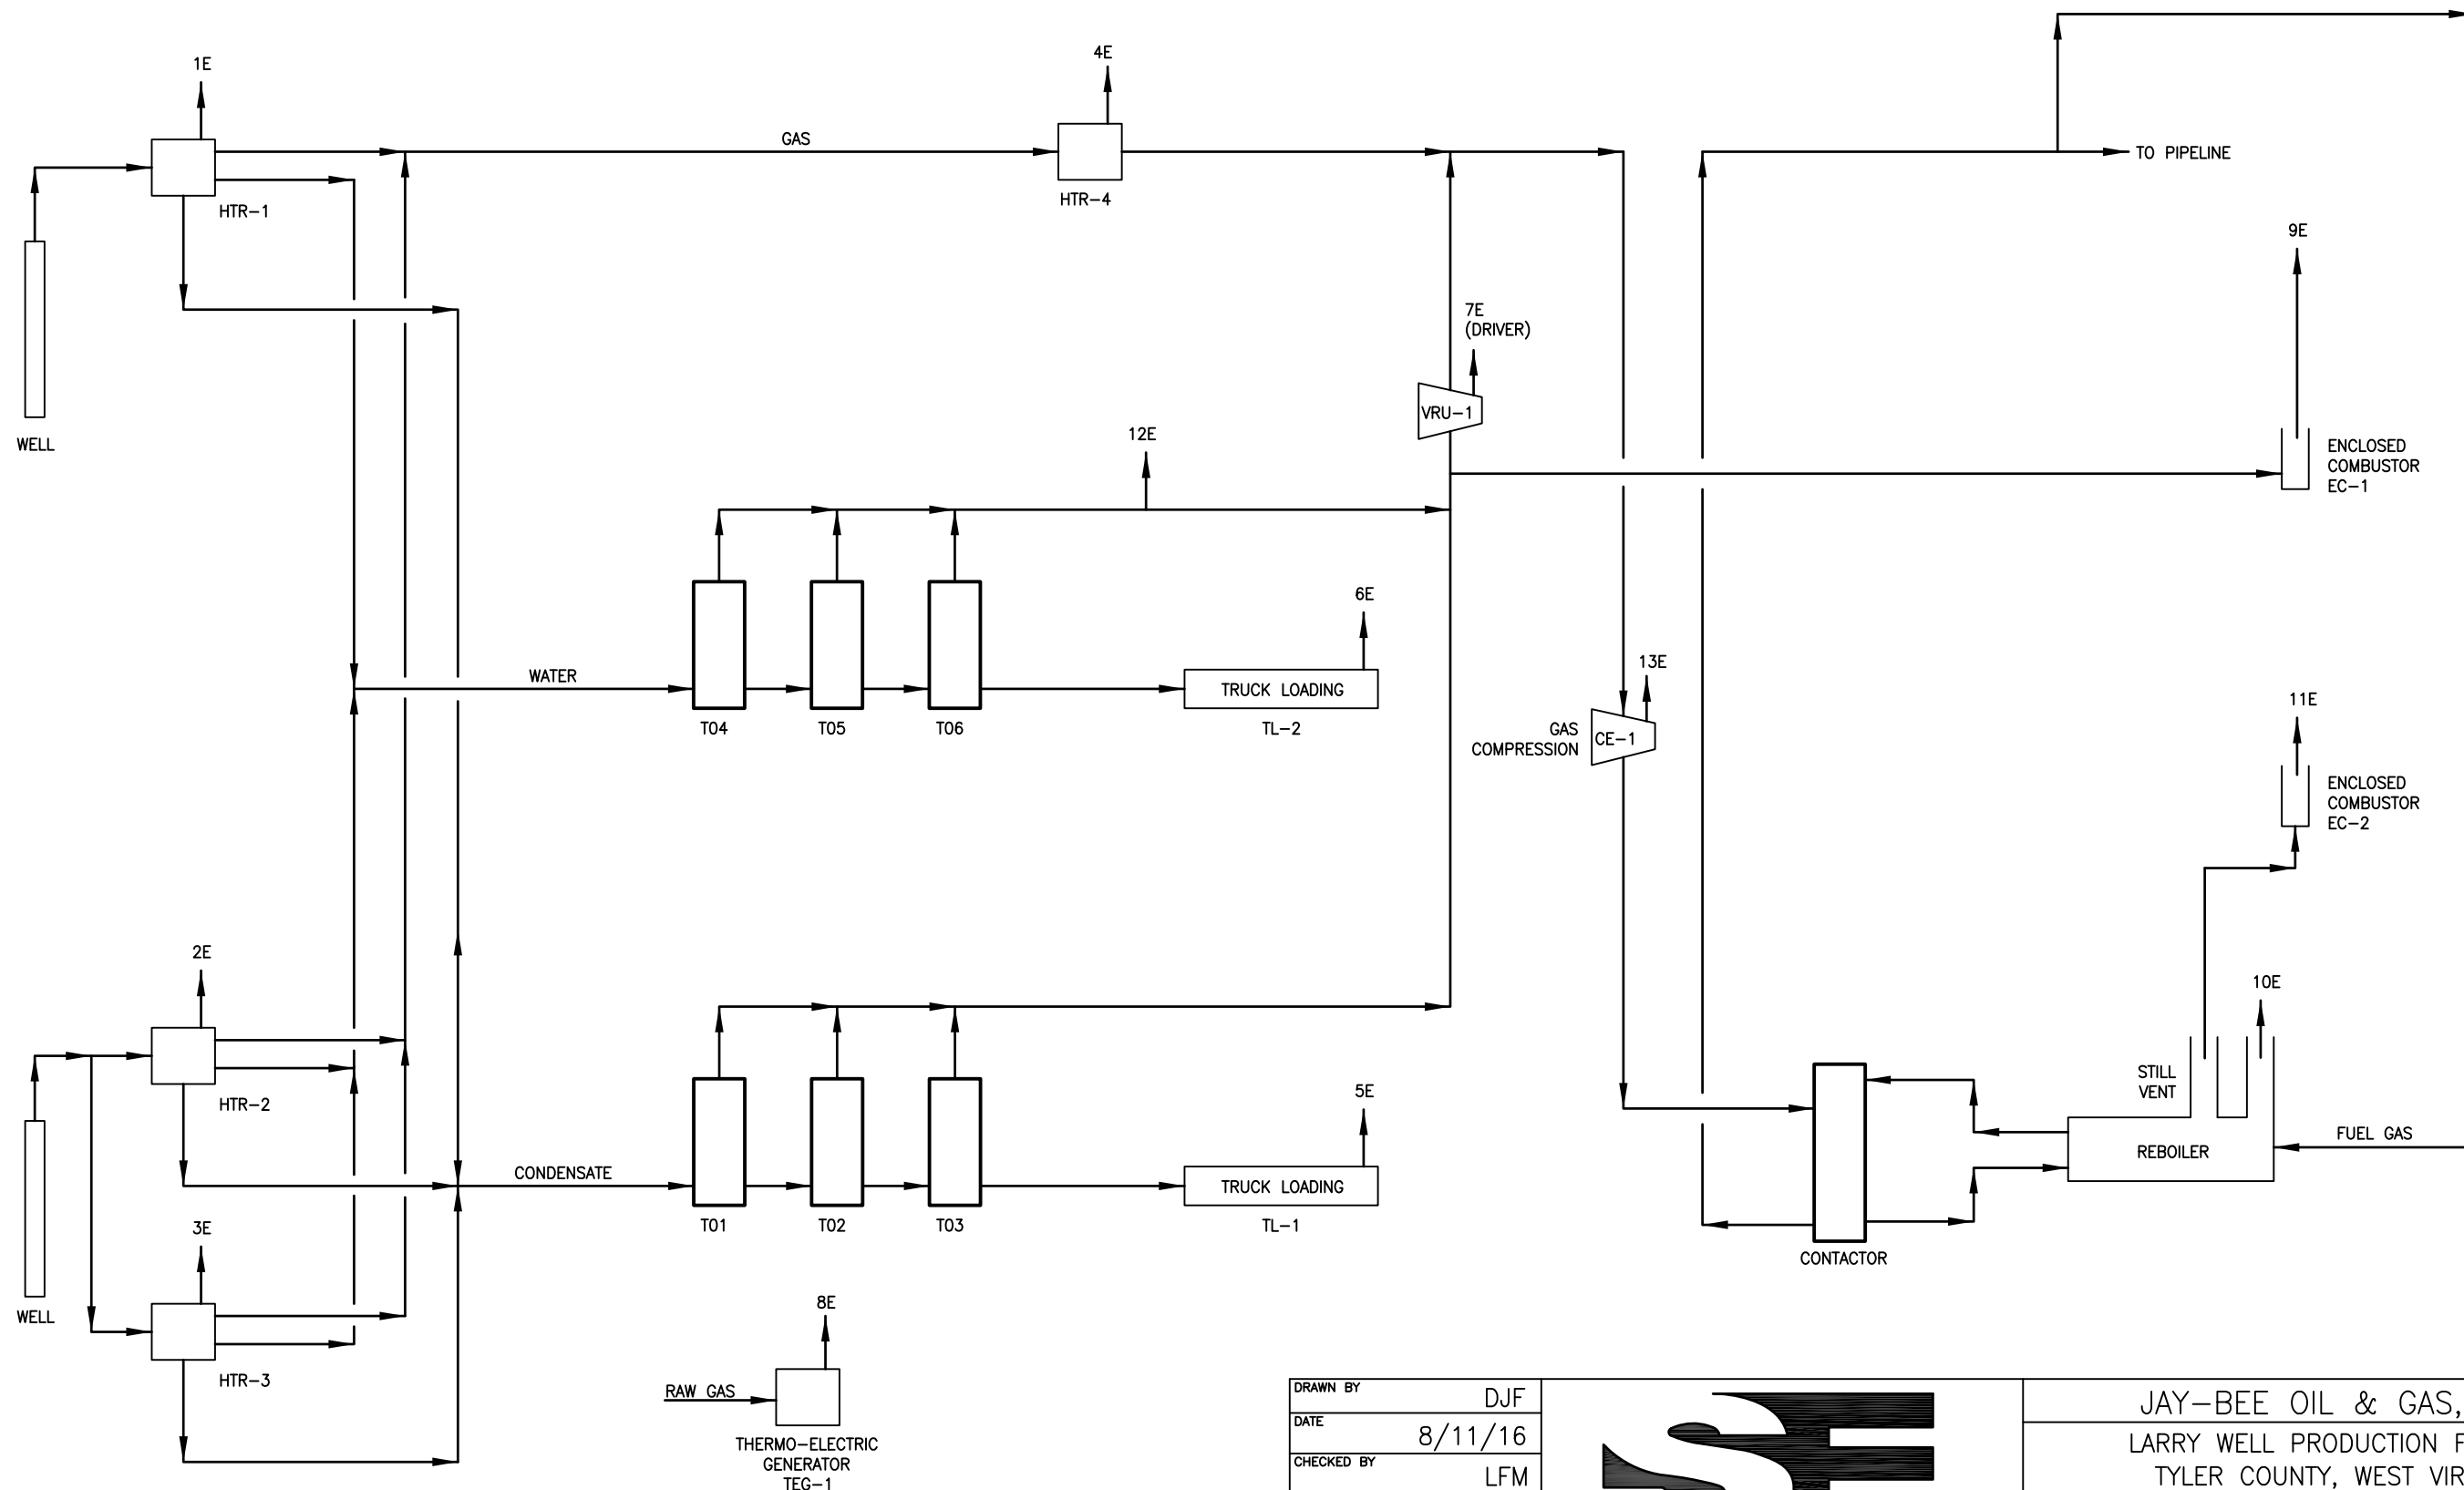 1E
4E
GAS
TO PIPELINE
HTR-1
HTR-4
9E
7E
(DRIVER)
VRU-1
WELL
12E
ENCLOSED
COMBUSTOR
EC-1
6E
WATER
TRUCK LOADING
13E
T04
T05
T06
TL-2
GAS
COMPRESSION
CE-1
11E
ENCLOSED
COMBUSTOR
EC-2
2E
10E
HTR-2
5E
STILL
VENT
FUEL GAS
REBOILER
CONDENSATE
TRUCK LOADING
T01
T02
T03
TL-1
3E
CONTACTOR
WELL
8E
HTR-3
RAW GAS
THERMO-ELECTRIC
GENERATOR
TEG-1
DRAWN BY
DJF
DATE
8/11/16
CHECKED BY
LFM
JAY-BEE OIL & GAS,
LARRY WELL PRODUCTION
TYLER COUNTY, WEST